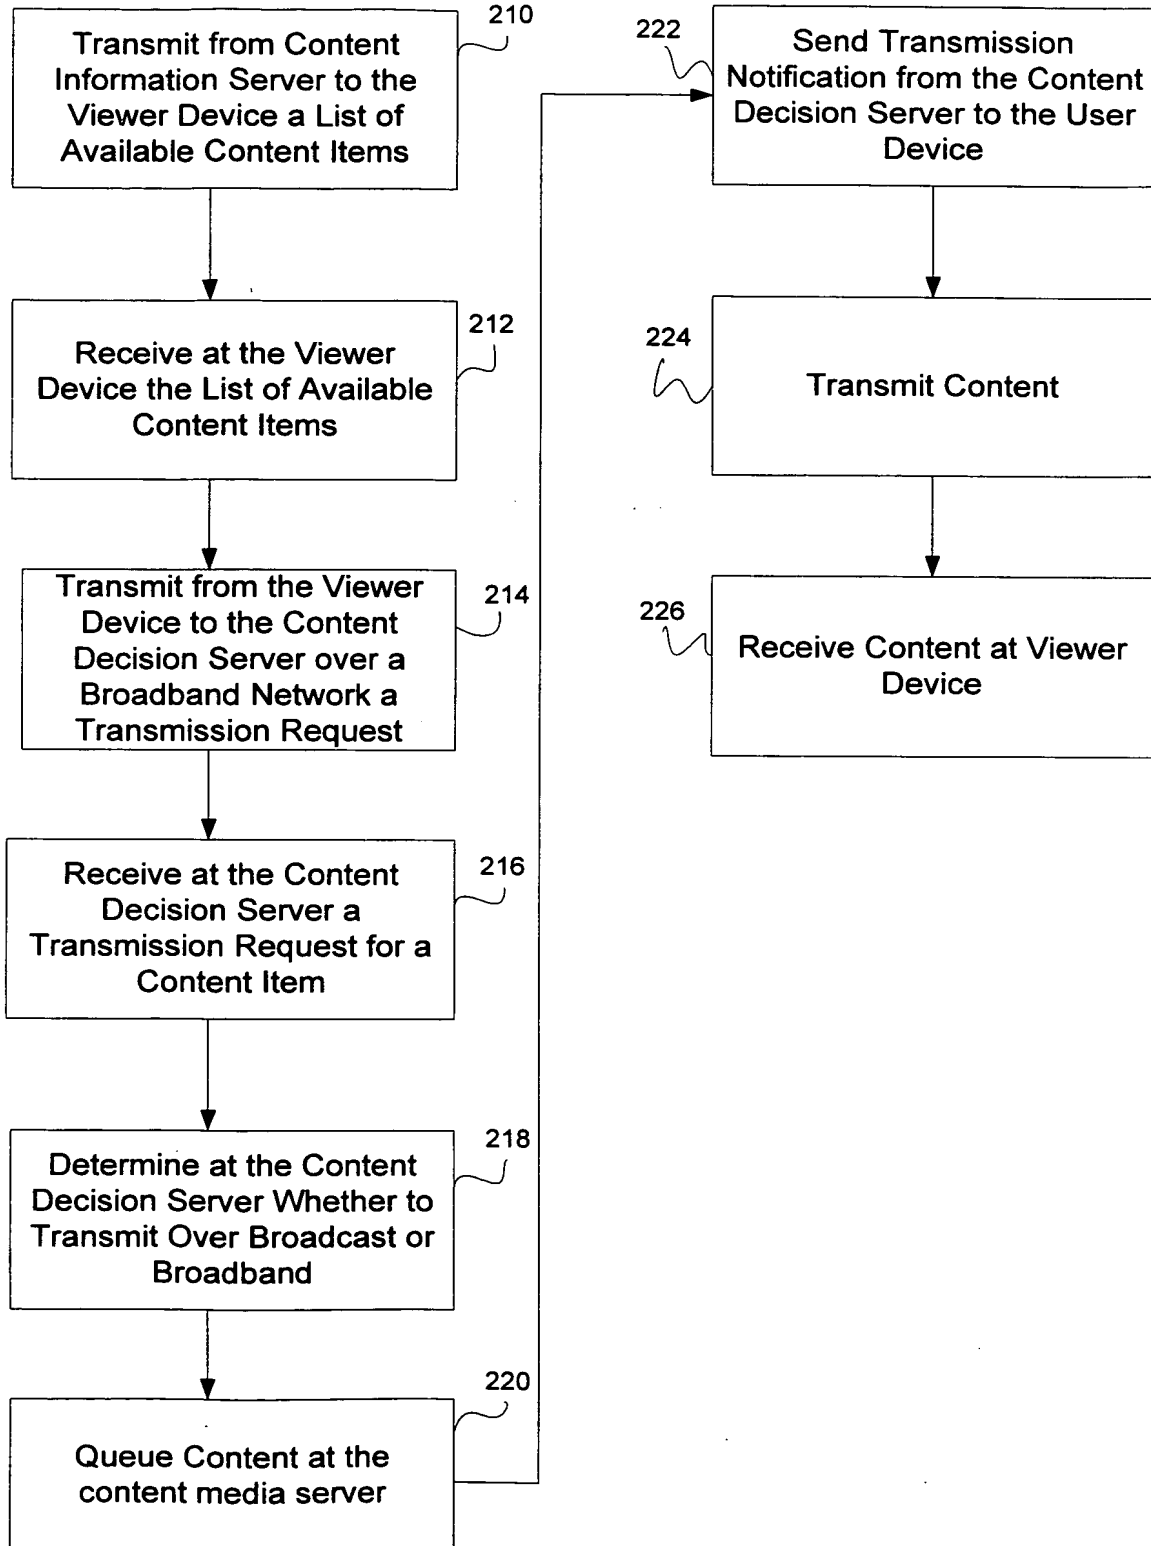 210
Transmit from Content
Information Server to the
Viewer Device a List of
Available Content Items
212
Receive at the Viewer
Device the List of Available
Content Items
214
Transmit from the Viewer
Device to the Content
Decision Server over a
Broadband Network a
Transmission Request
216
Receive at the Content
Decision Server a
Transmission Request for a
Content Item
218
Determine at the Content
Decision Server Whether to
Transmit Over Broadcast or
Broadband
220
Queue Content at the
content media server
222
Send Transmission
Notification from the Content
Decision Server to the User
Device
224
Transmit Content
226
Receive Content at Viewer
Device